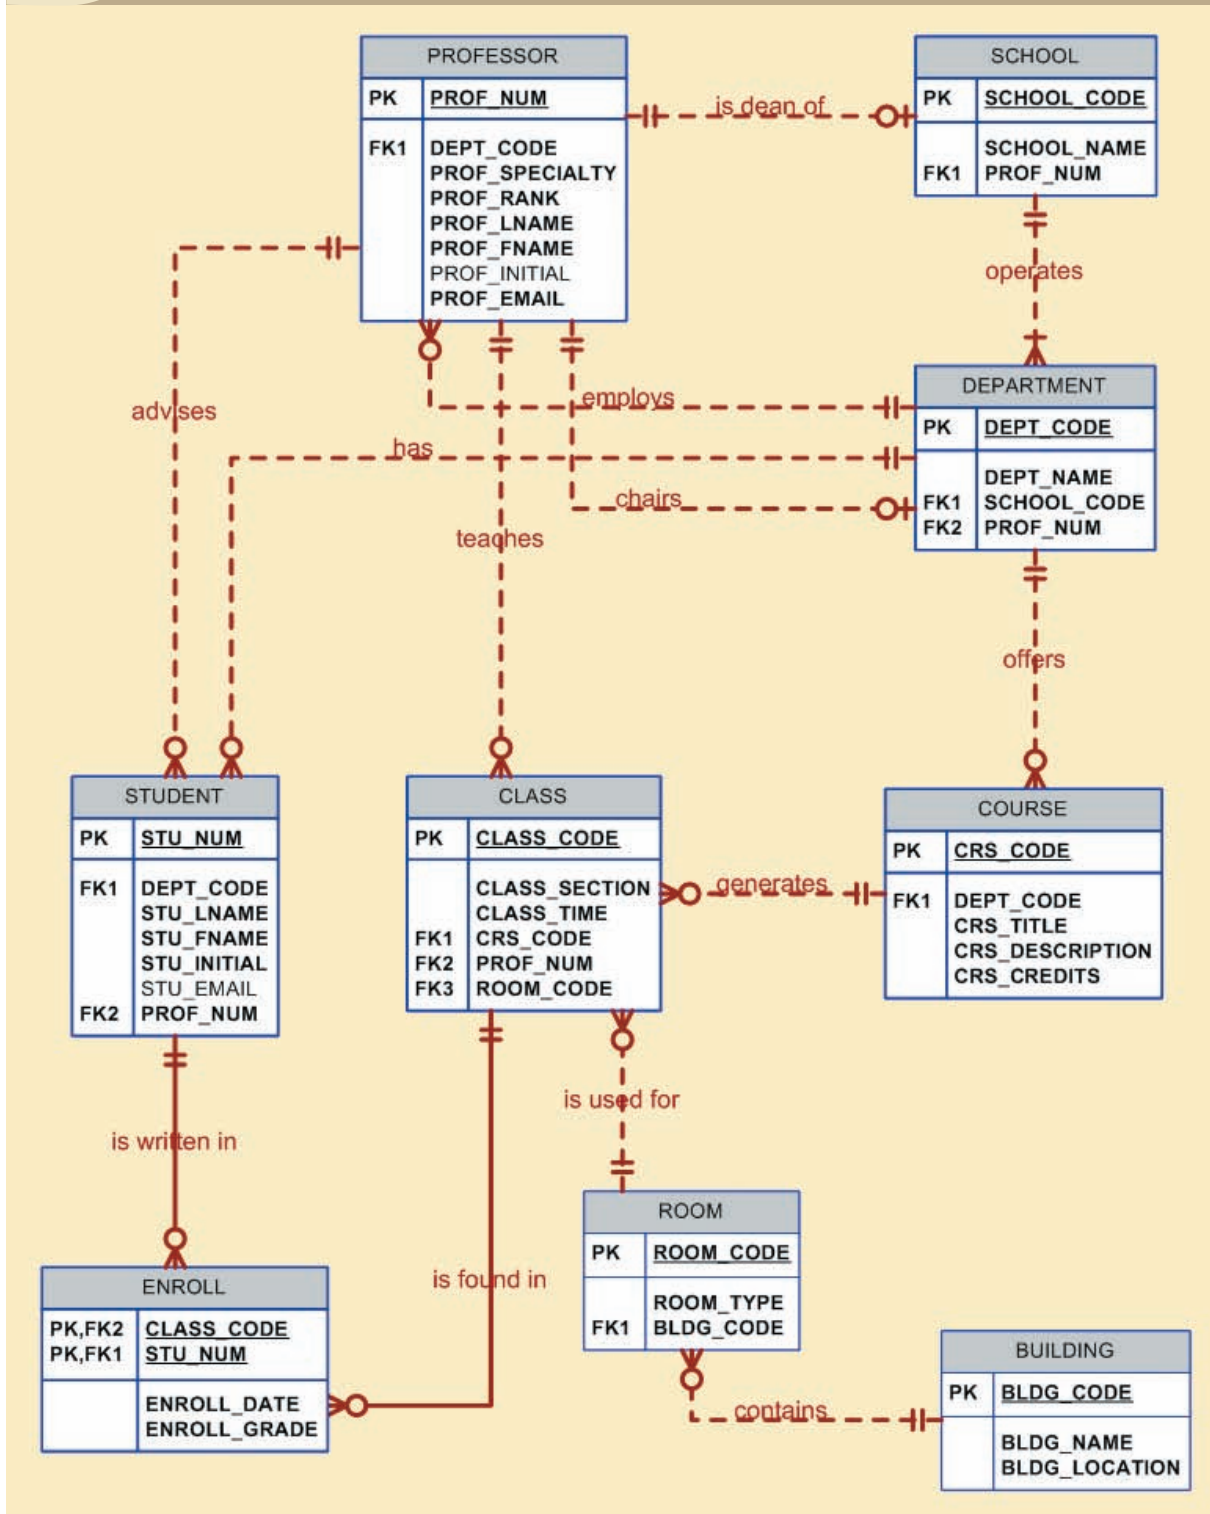 PROFESSOR
PK PROF_NUM
FK1 DEPT_CODE
PROF_SPECIALTY
PROF_RANK
PROF_LNAME
PROF_FNAME
PROF_INITIAL
PROF_EMAIL
is dean of
SCHOOL
PK SCHOOL_CODE
SCHOOL_NAME
FK1 PROF_NUM
operates
advises
employs
has
chairs
teaches
DEPARTMENT
PK DEPT_CODE
DEPT_NAME
FK1 SCHOOL_CODE
FK2 PROF_NUM
offers
STUDENT
PK STU_NUM
FK1 DEPT_CODE
STU_LNAME
STU_FNAME
STU_INITIAL
STU_EMAIL
FK2 PROF_NUM
CLASS
PK CLASS_CODE
CLASS_SECTION
CLASS_TIME
FK1 CRS_CODE
FK2 PROF_NUM
FK3 ROOM_CODE
generates
COURSE
PK CRS_CODE
FK1 DEPT_CODE
CRS_TITLE
CRS_DESCRIPTION
CRS_CREDITS
is written in
is used for
is found in
ENROLL
PK,FK2 CLASS_CODE
PK,FK1 STU_NUM
ENROLL_DATE
ENROLL_GRADE
ROOM
PK ROOM_CODE
ROOM_TYPE
FK1 BLDG_CODE
contains
BUILDING
PK BLDG_CODE
BLDG_NAME
BLDG_LOCATION